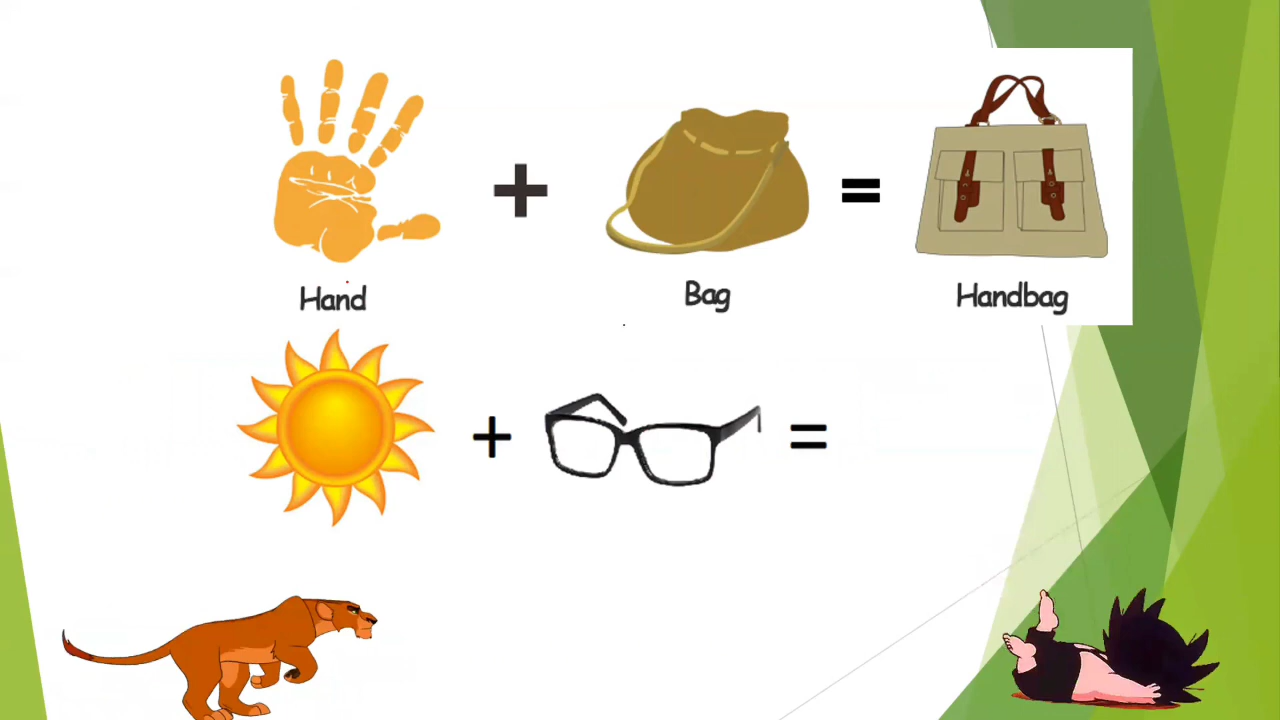 + =
Hand Bag Handbag
+ =